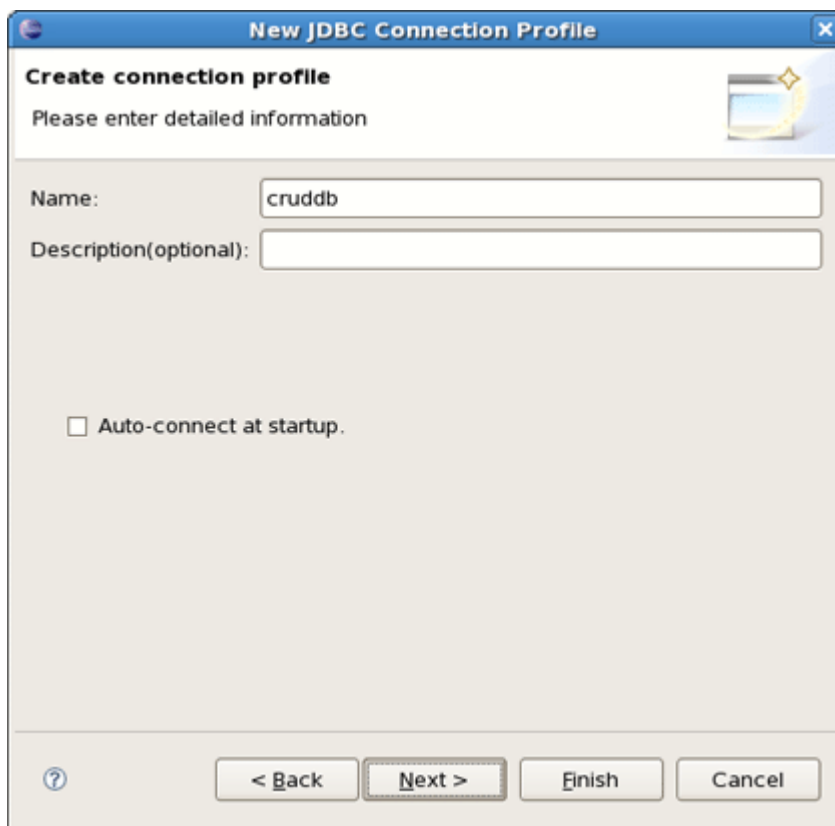 New JDBC Connection Profile
Create connection profile
Please enter detailed information
Name: cruddb
Description(optional):
Auto-connect at startup.
< Back Next > Finish Cancel